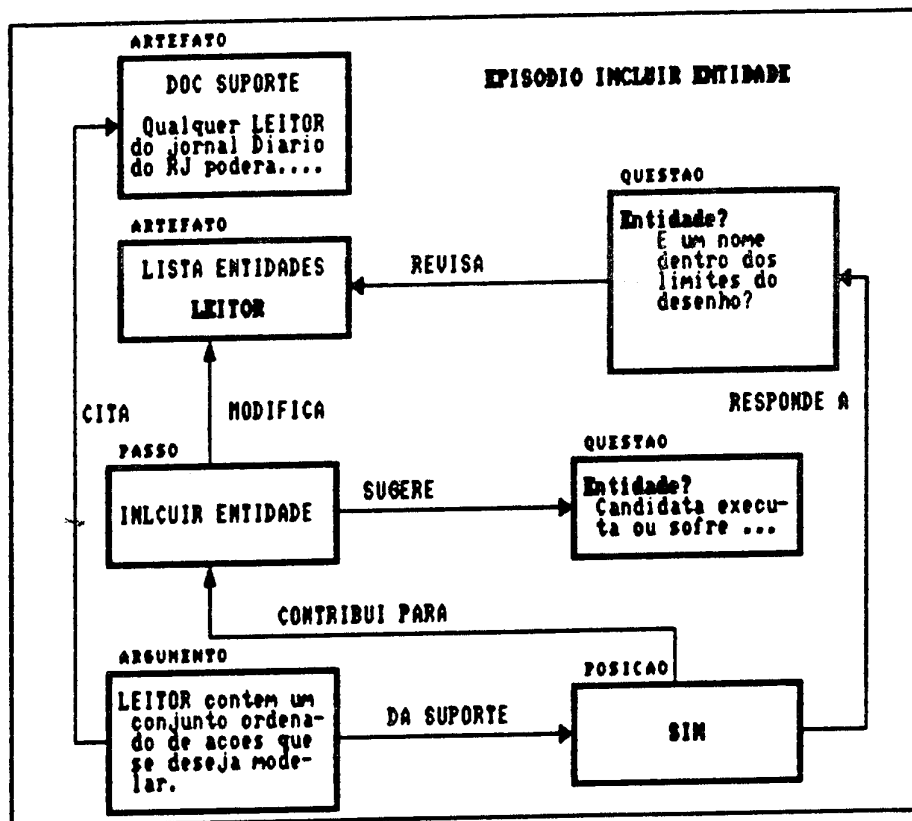 ARTEFATO
DOC SUPORTE
Qualquer LEITOR
do jornal Diario
do RJ podera....
EPISODIO INCLUIR ENTIDADE
QUESTAO
Entidade?
E um nome
dentro dos
limites do
desenho?
ARTEFATO
LISTA ENTIDADES
LEITOR
REVISA
CITA
MODIFICA
RESPONDE A
PASSO
INLCUIR ENTIDADE
SUGERE
QUESTAO
Entidade?
Candidata execu-
ta ou sofre ...
CONTRIBUI PARA
ARGUMENTO
LEITOR contem um
conjunto ordena-
do de acoes que
se deseja mode-
lar.
DA SUPORTE
POSICAO
SIM